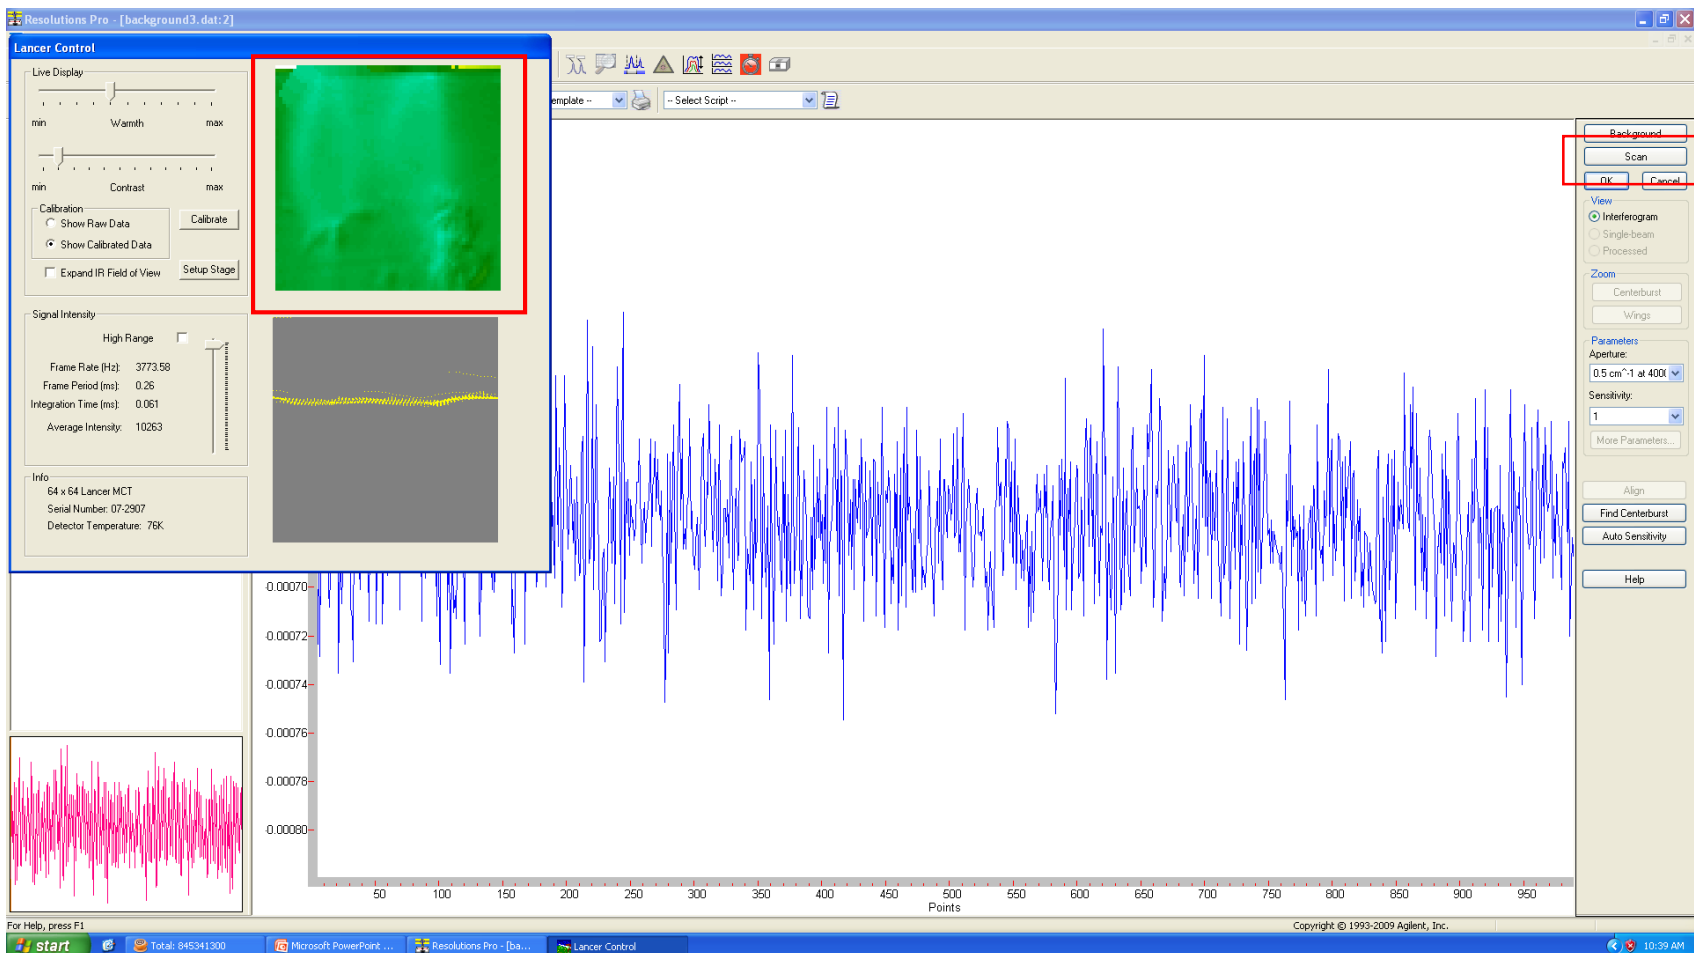 Resolutions Pro - [background3.dat:2]
Lancer Control
Live Display
min Warmth max
min Contrast max
Calibration
Show Raw Data
Show Calibrated Data
Calibrate
Expand IR Field of View
Setup Stage
Signal Intensity
High Range
Frame Rate (Hz): 3773.58
Frame Period (ms): 0.26
Integration Time (ms): 0.061
Average Intensity: 10263
Info
64 x 64 Lancer MCT
Serial Number: 07-2907
Detector Temperature: 76K
emplate --
-- Select Script --
-0.00070
-0.00072
-0.00074
-0.00076
-0.00078
-0.00080
50 100 150 200 250 300 350 400 450 500 550 600 650 700 750 800 850 900 950
Points
Background
Scan
OK Cancel
View
Interferogram
Single-beam
Processed
Zoom
Centerburst
Wings
Parameters
Aperture:
0.5 cm^-1 at 400(
Sensitivity:
1
More Parameters...
Align
Find Centerburst
Auto Sensitivity
Help
For Help, press F1
Copyright © 1993-2009 Agilent, Inc.
start
Total: 845341300
Microsoft PowerPoint ...
Resolutions Pro - [ba...
Lancer Control
10:39 AM